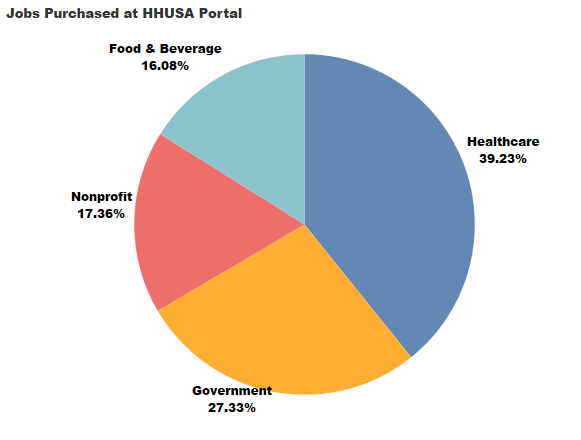 Jobs Purchased at HHUSA Portal
Food & Beverage
16.08%
Healthcare
39.23%
Nonprofit
17.36%
Government
27.33%